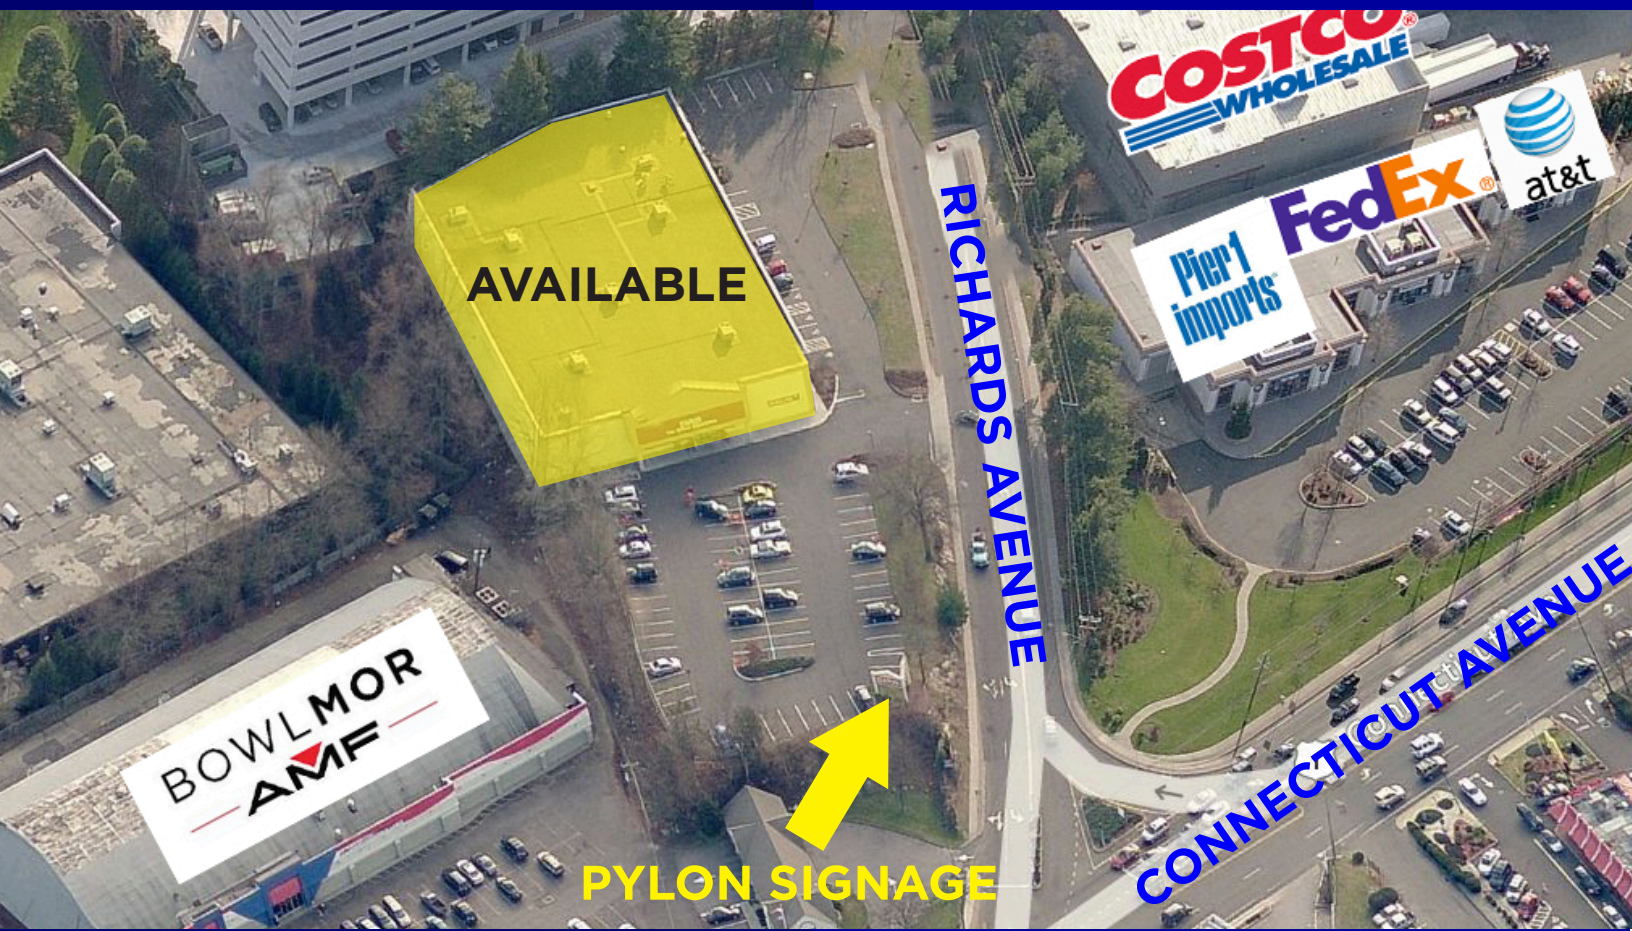 COSTCO®
WHOLESALE
at&t
FedEx®
Pier 1
imports
RICHARDS AVENUE
AVAILABLE
CONNECTICUT AVENUE
BOWLMOR
AMF
PYLON SIGNAGE